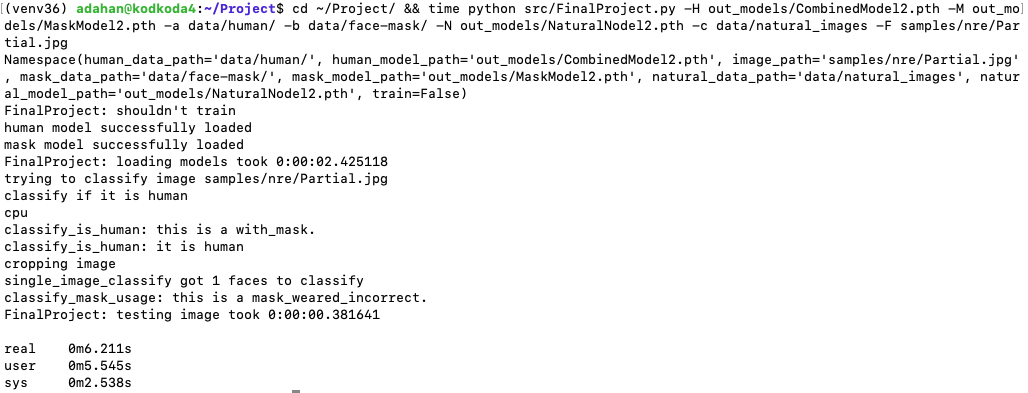 (venv36) adahan@kodkoda4:~/Project$ cd ~/Project/ && time python src/FinalProject.py -H out_models/CombinedModel2.pth -M out_mo
dels/MaskModel2.pth -a data/human/ -b data/face-mask/ -N out_models/NaturalNodel2.pth -c data/natural_images -F samples/nre/Par
tial.jpg
Namespace(human_data_path='data/human/', human_model_path='out_models/CombinedModel2.pth', image_path='samples/nre/Partial.jpg'
, mask_data_path='data/face-mask/', mask_model_path='out_models/MaskModel2.pth', natural_data_path='data/natural_images', natur
al_model_path='out_models/NaturalNodel2.pth', train=False)
FinalProject: shouldn't train
human model successfully loaded
mask model successfully loaded
FinalProject: loading models took 0:00:02.425118
trying to classify image samples/nre/Partial.jpg
classify if it is human
cpu
classify_is_human: this is a with_mask.
classify_is_human: it is human
cropping image
single_image_classify got 1 faces to classify
classify_mask_usage: this is a mask_weared_incorrect.
FinalProject: testing image took 0:00:00.381641

real    0m6.211s
user    0m5.545s
sys     0m2.538s